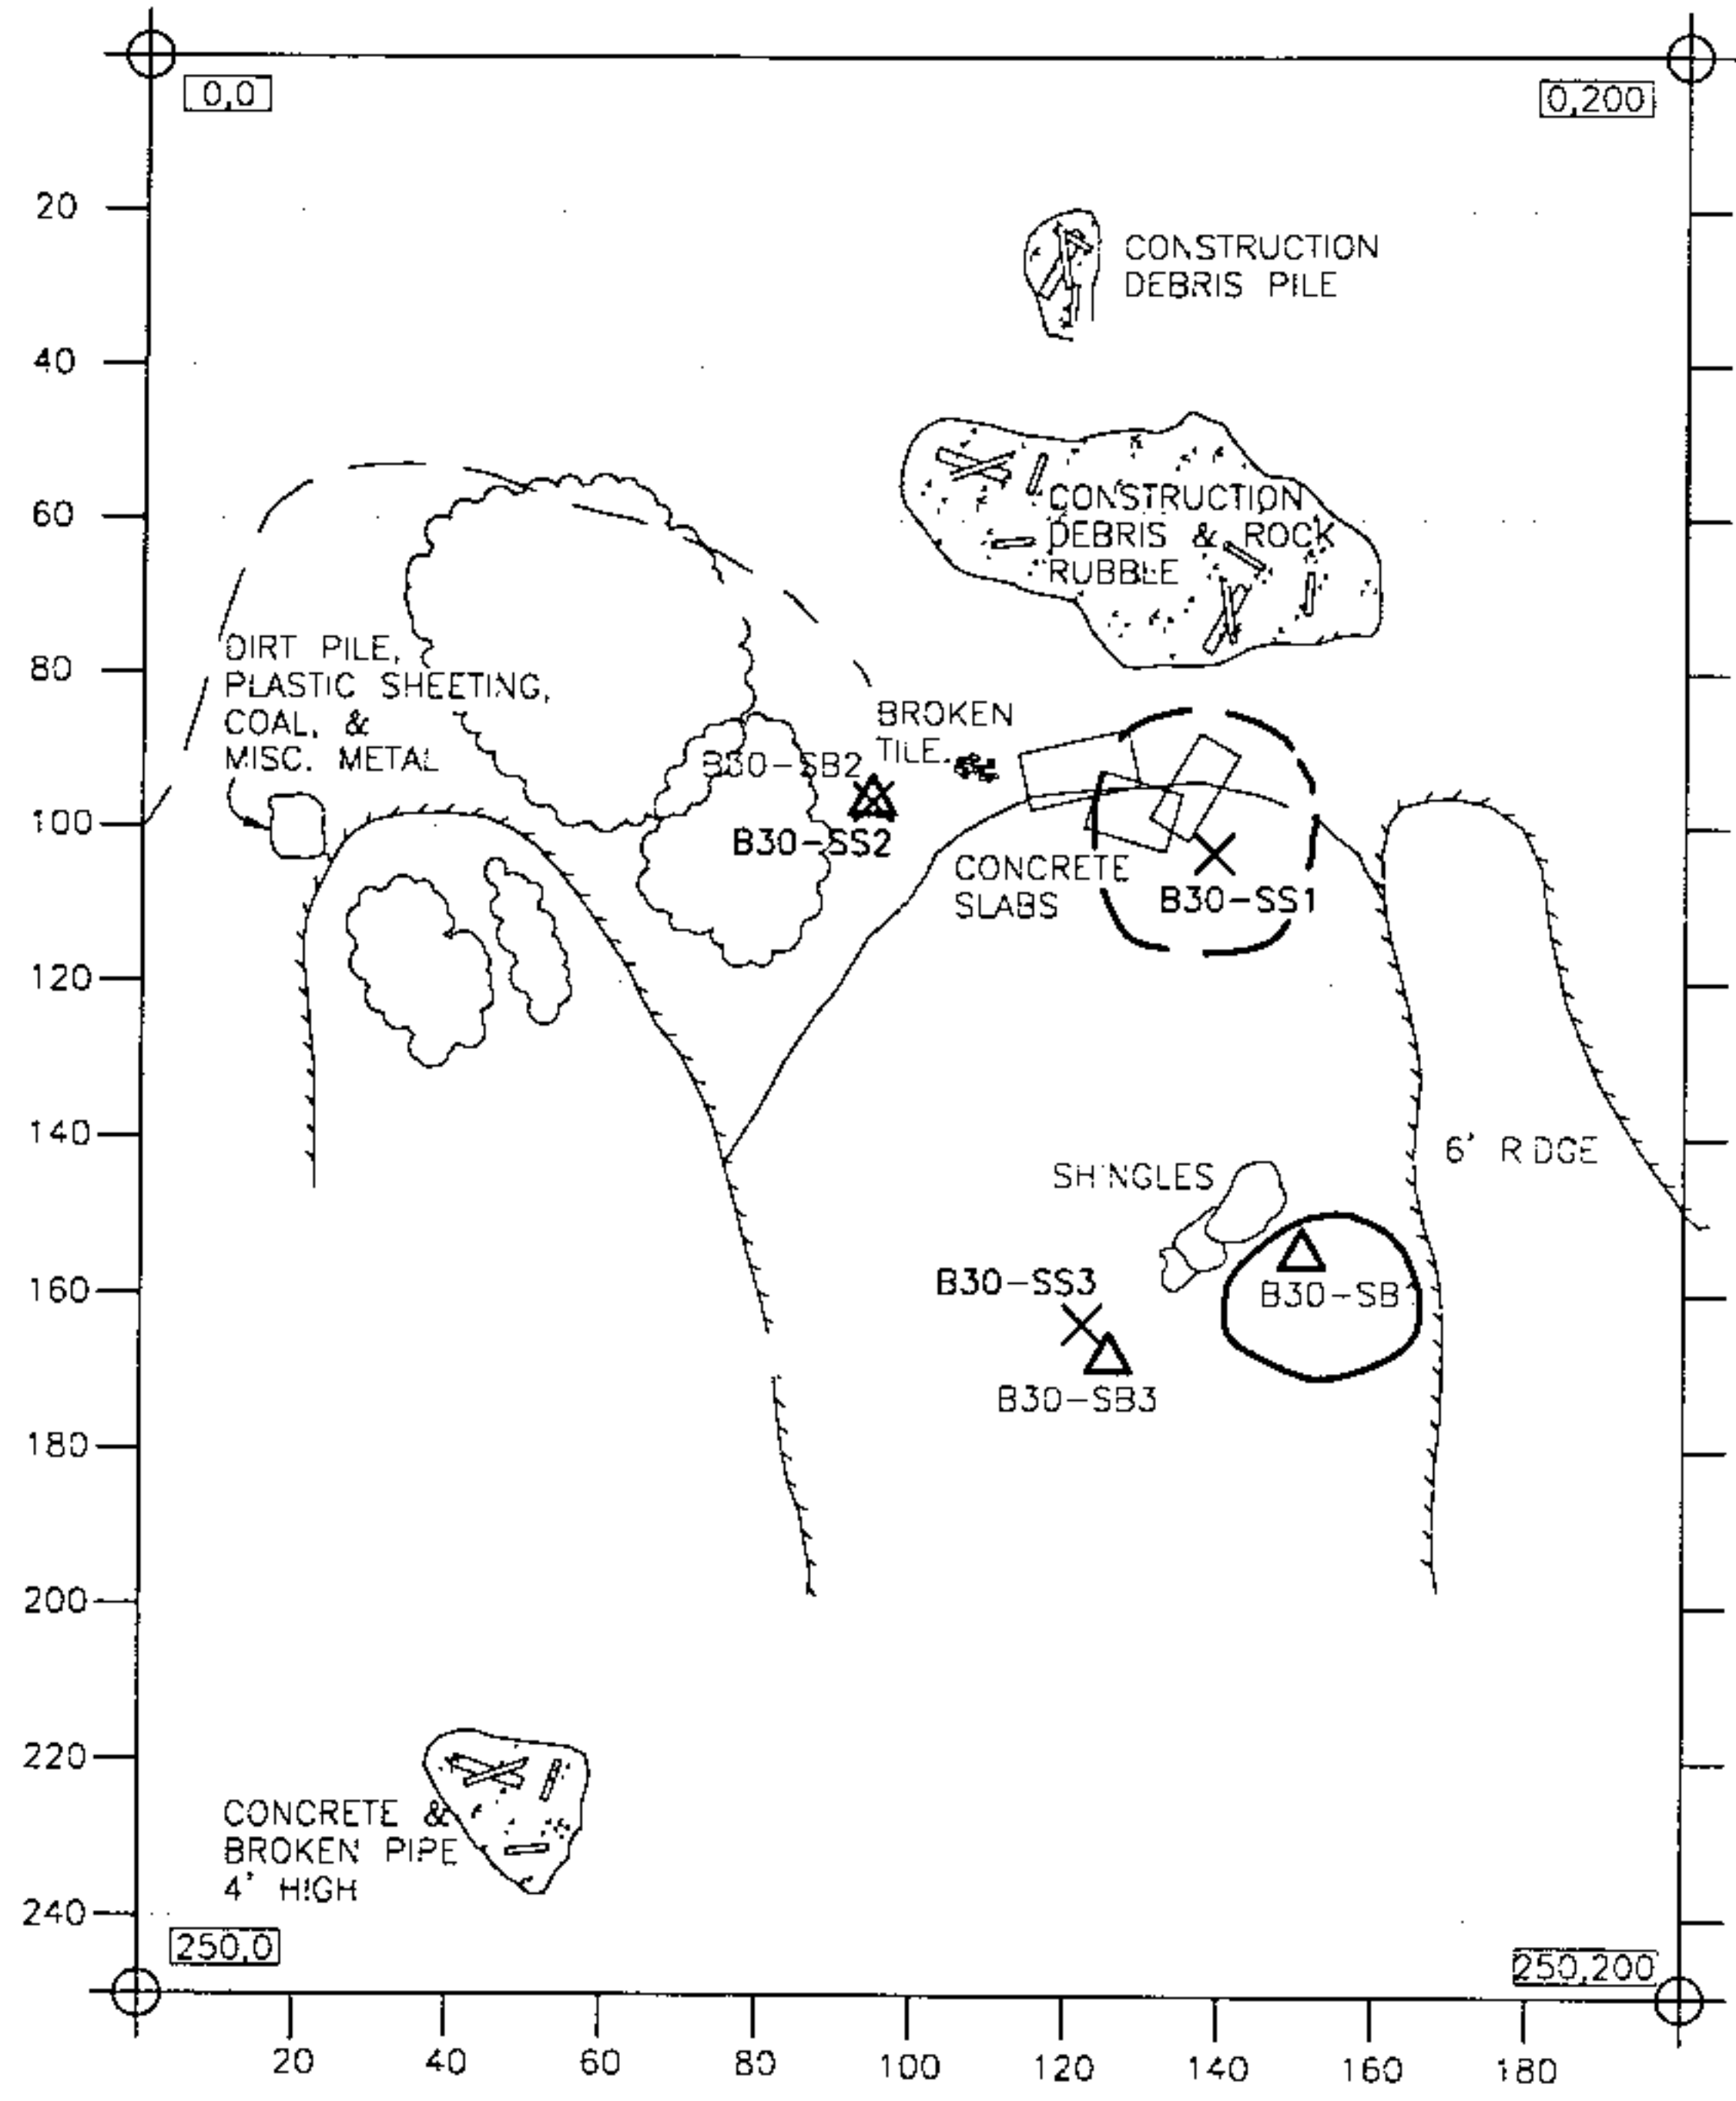 0,0
0,200
20
CONSTRUCTION
DEBRIS PILE
40
60
CONSTRUCTION
DEBRIS & ROCK
RUBBLE
DIRT PILE,
PLASTIC SHEETING,
COAL, &
MISC. METAL
80
BROKEN
TILE
B30-SB2
B30-SS2
100
CONCRETE
SLABS
B30-SS1
120
140
6' RIDGE
SHINGLES
160
B30-SS3
B30-SB
B30-SB3
180
200
220
CONCRETE &
BROKEN PIPE
4' HIGH
240
250,0
250,200
20
40
60
80
100
120
140
160
180